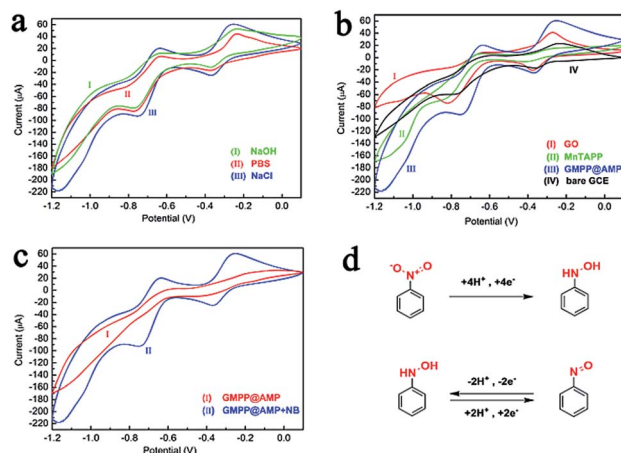 a
60
40
20
0
-20
-40
-60
-80
-100
-120
-140
-160
-180
-200
-220
Current (μA)
I
II
III
(I) NaOH
(II) PBS
(III) NaCl
-1.2 -1.0 -0.8 -0.6 -0.4 -0.2 0.0
Potential (V)
b
60
40
20
0
-20
-40
-60
-80
-100
-120
-140
-160
-180
-200
-220
Current (μA)
I
II
III
IV
(I) GO
(II) MnTAPP
(III) GMPP@AMP
(IV) bare GCE
-1.2 -1.0 -0.8 -0.6 -0.4 -0.2 0.0
Potential (V)
c
60
40
20
0
-20
-40
-60
-80
-100
-120
-140
-160
-180
-200
-220
Current (μA)
I
II
(I) GMPP@AMP
(II) GMPP@AMP+NB
-1.2 -1.0 -0.8 -0.6 -0.4 -0.2 0.0
Potential (V)
d
-O N+ O
+4H+ , +4e-
HN OH
HN OH
-2H+ , -2e-
+2H+ , +2e-
N O